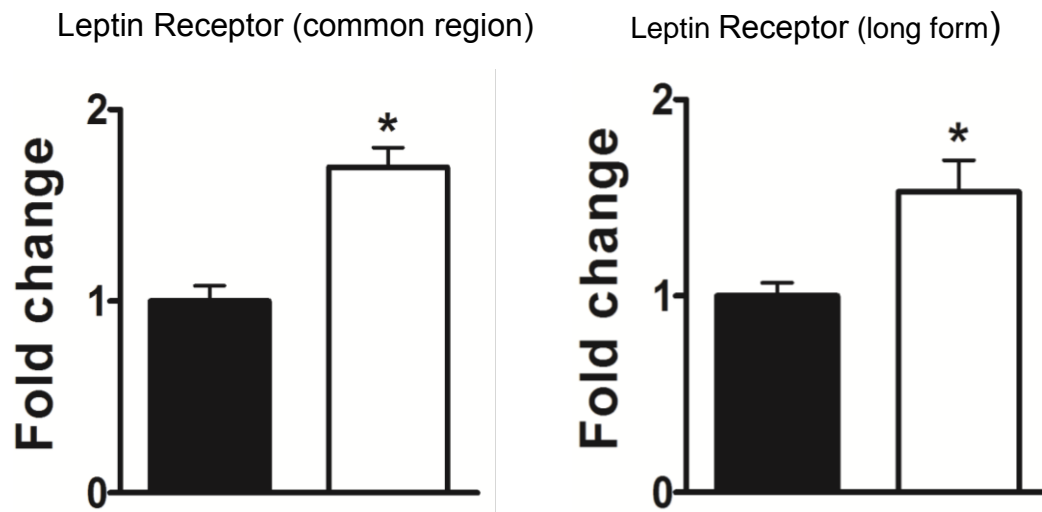 Leptin Receptor (common region)
Fold change
2
1
0
*
Leptin Receptor (long form)
Fold change
2
1
0
*